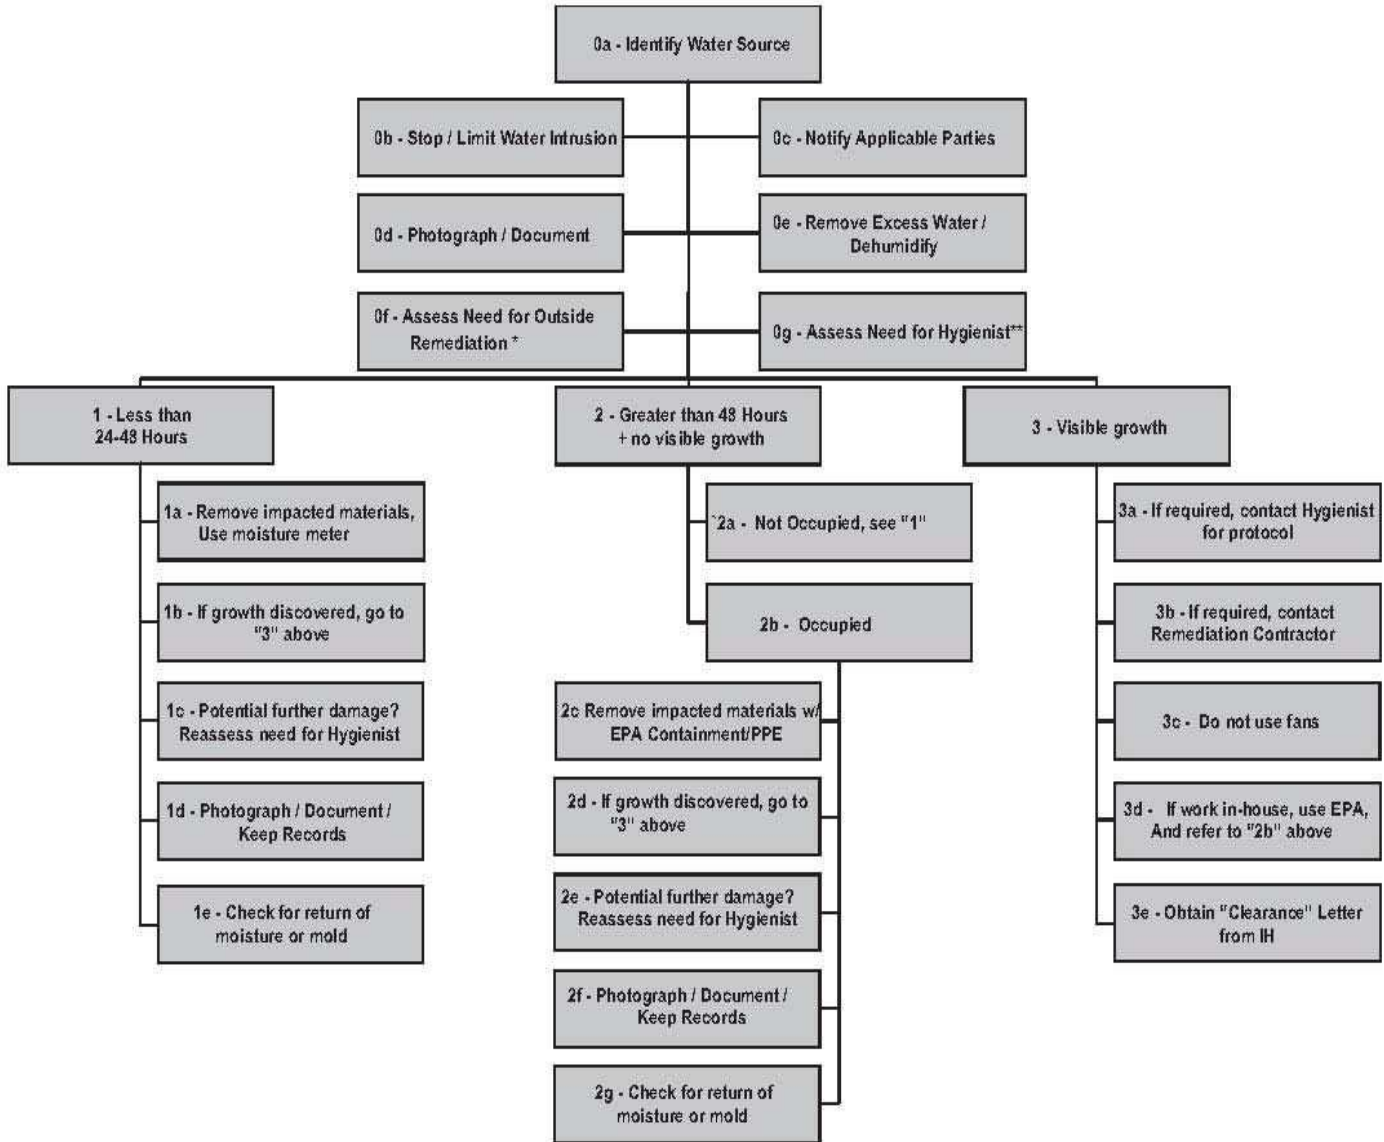 0a - Identify Water Source
0b - Stop / Limit Water Intrusion
0c - Notify Applicable Parties
0d - Photograph / Document
0e - Remove Excess Water /
Dehumidify
0f - Assess Need for Outside
Remediation *
0g - Assess Need for Hygienist**
1 - Less than
24-48 Hours
1a - Remove impacted materials,
Use moisture meter
1b - If growth discovered, go to
"3" above
1c - Potential further damage?
Reassess need for Hygienist
1d - Photograph / Document /
Keep Records
1e - Check for return of
moisture or mold
2 - Greater than 48 Hours
+ no visible growth
`2a - Not Occupied, see "1"
2b - Occupied
2c Remove impacted materials w/
EPA Containment/PPE
2d - If growth discovered, go to
"3" above
2e - Potential further damage?
Reassess need for Hygienist
2f - Photograph / Document /
Keep Records
2g - Check for return of
moisture or mold
3 - Visible growth
3a - If required, contact Hygienist
for protocol
3b - If required, contact
Remediation Contractor
3c - Do not use fans
3d - If work in-house, use EPA,
And refer to "2b" above
3e - Obtain "Clearance" Letter
from IH